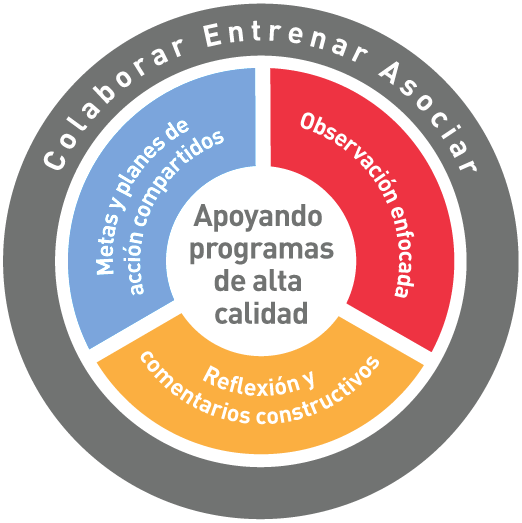 Colaborar Entrenar Asociar
Metas y planes de
acción compartidos
Observación enfocada
Apoyando
programas
de alta
calidad
Reflexión y
comentarios constructivos